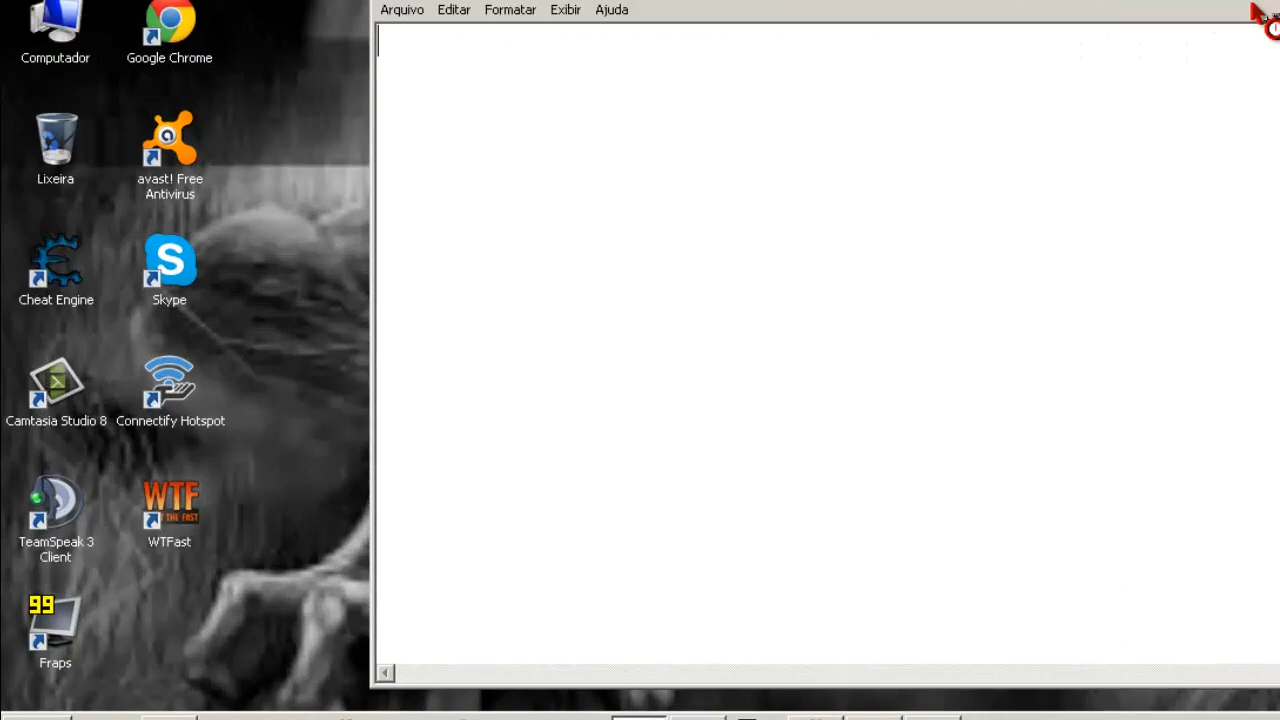 Arquivo Editar Formatar Exibir Ajuda
Computador
Google Chrome
Lixeira
avast! Free
Antivirus
Cheat Engine
Skype
Camtasia Studio 8
Connectify Hotspot
TeamSpeak 3
Client
WTF
THE FAST
WTFast
99
Fraps